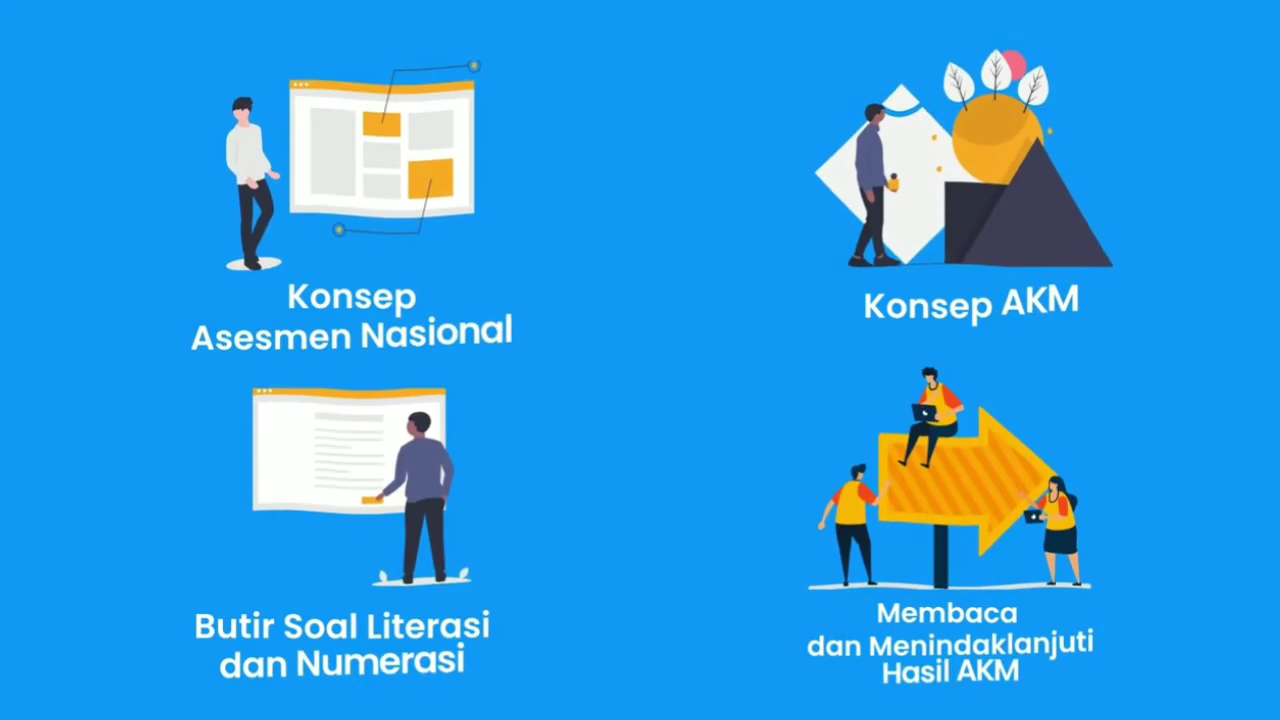 Konsep
Asesmen Nasional
Konsep AKM
Butir Soal Literasi
dan Numerasi
Membaca
dan Menindaklanjuti
Hasil AKM